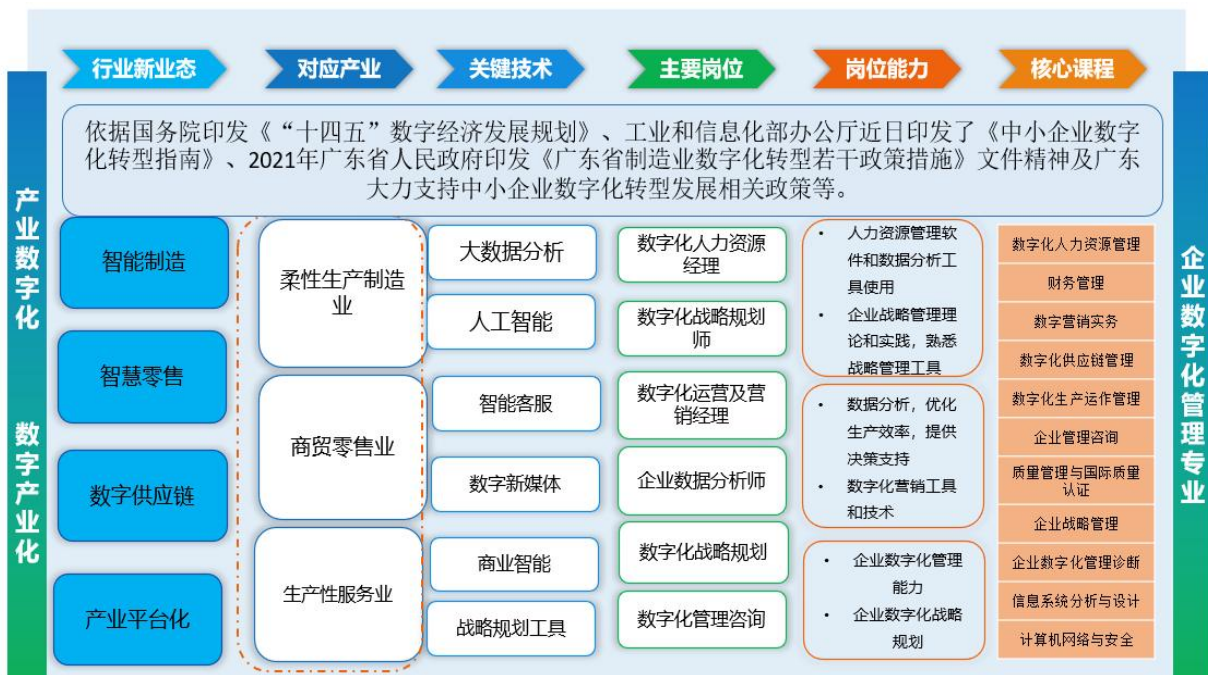 行业新业态
对应产业
关键技术
主要岗位
岗位能力
核心课程
产业数字化
数字产业化
依据国务院印发《“十四五”数字经济发展规划》、工业和信息化部办公厅近日印发了《中小企业数字
化转型指南》、2021年广东省人民政府印发《广东省制造业数字化转型若干政策措施》文件精神及广东
大力支持中小企业数字化转型发展相关政策等。
智能制造
智慧零售
数字供应链
产业平台化
柔性生产制造
业
商贸零售业
生产性服务业
大数据分析
人工智能
智能客服
数字新媒体
商业智能
战略规划工具
数字化人力资源
经理
数字化战略规划
师
数字化运营及营
销经理
企业数据分析师
数字化战略规划
数字化管理咨询
• 人力资源管理软
件和数据分析工
具使用
• 企业战略管理理
论和实践，熟悉
战略管理工具
• 数据分析，优化
生产效率，提供
决策支持
• 数字化营销工具
和技术
• 企业数字化管理
能力
• 企业数字化战略
规划
数字化人力资源管理
财务管理
数字营销实务
数字化供应链管理
数字化生产运作管理
企业管理咨询
质量管理与国际质量
认证
企业战略管理
企业数字化管理诊断
信息系统分析与设计
计算机网络与安全
企业数字化管理专业